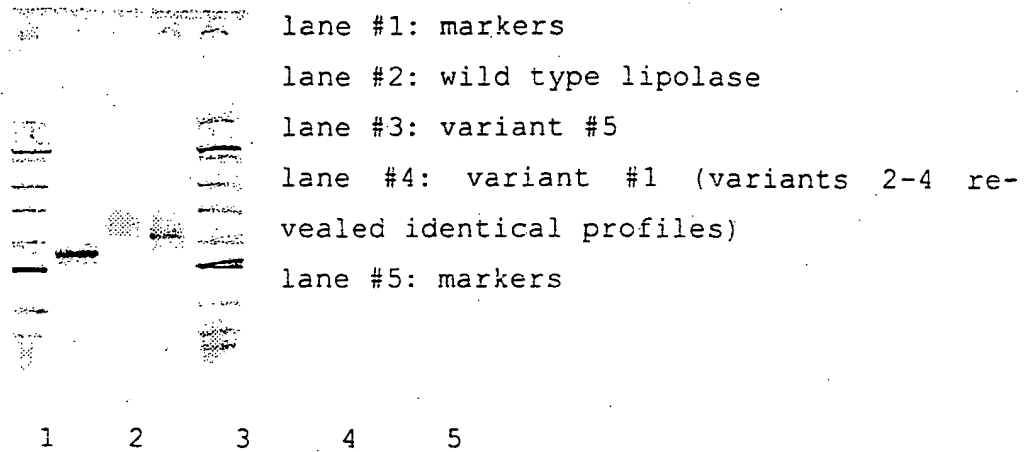 lane #1: markers
lane #2: wild type lipolase
lane #3: variant #5
lane #4: variant #1 (variants 2-4 re-
vealed identical profiles)
lane #5: markers
1 2 3 4 5